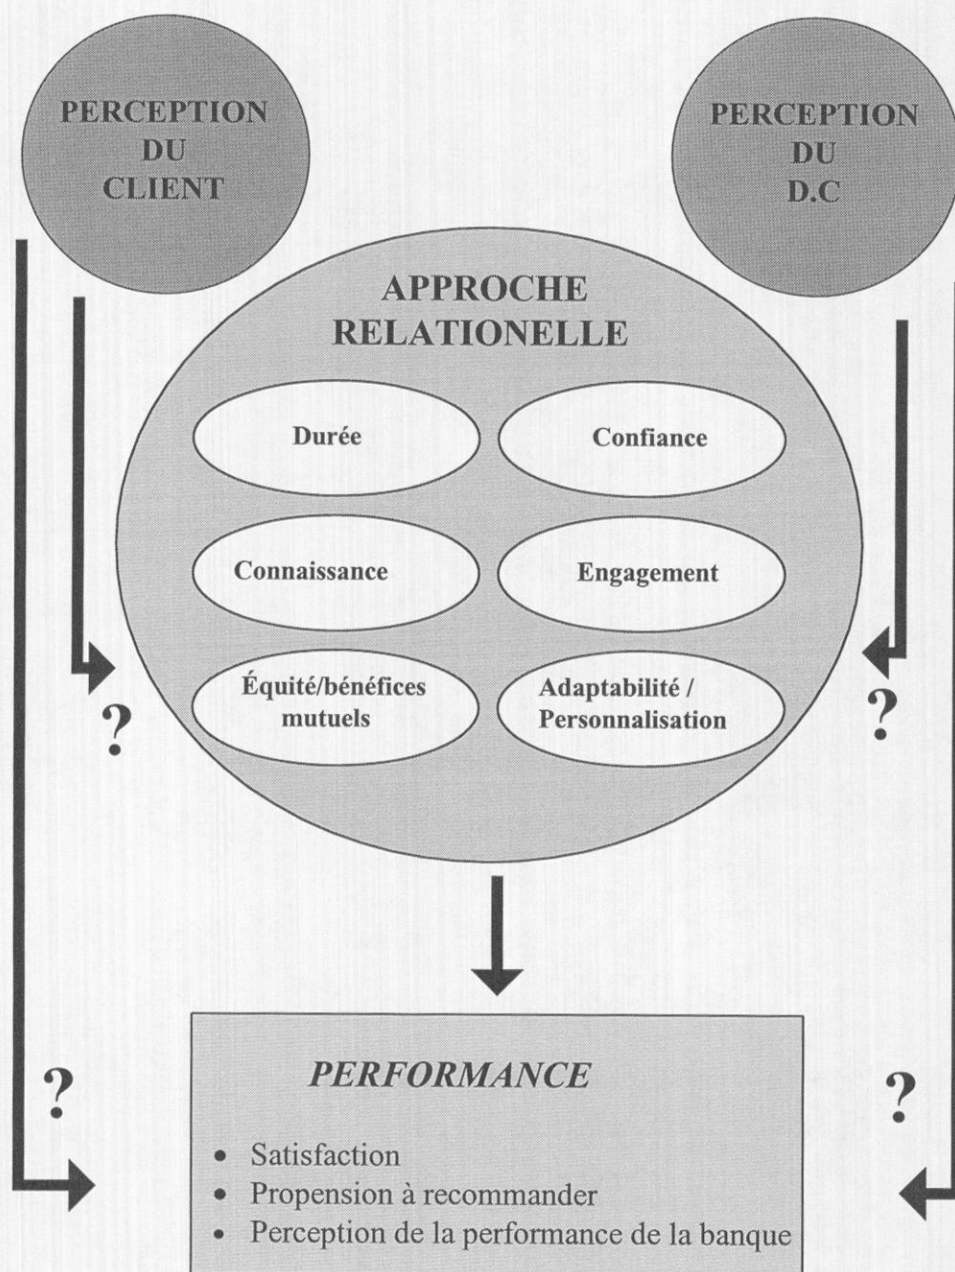 PERCEPTION
DU
CLIENT
PERCEPTION
DU
D.C
APPROCHE
RELATIONELLE
Durée
Confiance
Connaissance
Engagement
Équité/bénéfices
mutuels
Adaptabilité /
Personnalisation
?
?
PERFORMANCE
?
?
• Satisfaction
• Propension à recommander
• Perception de la performance de la banque